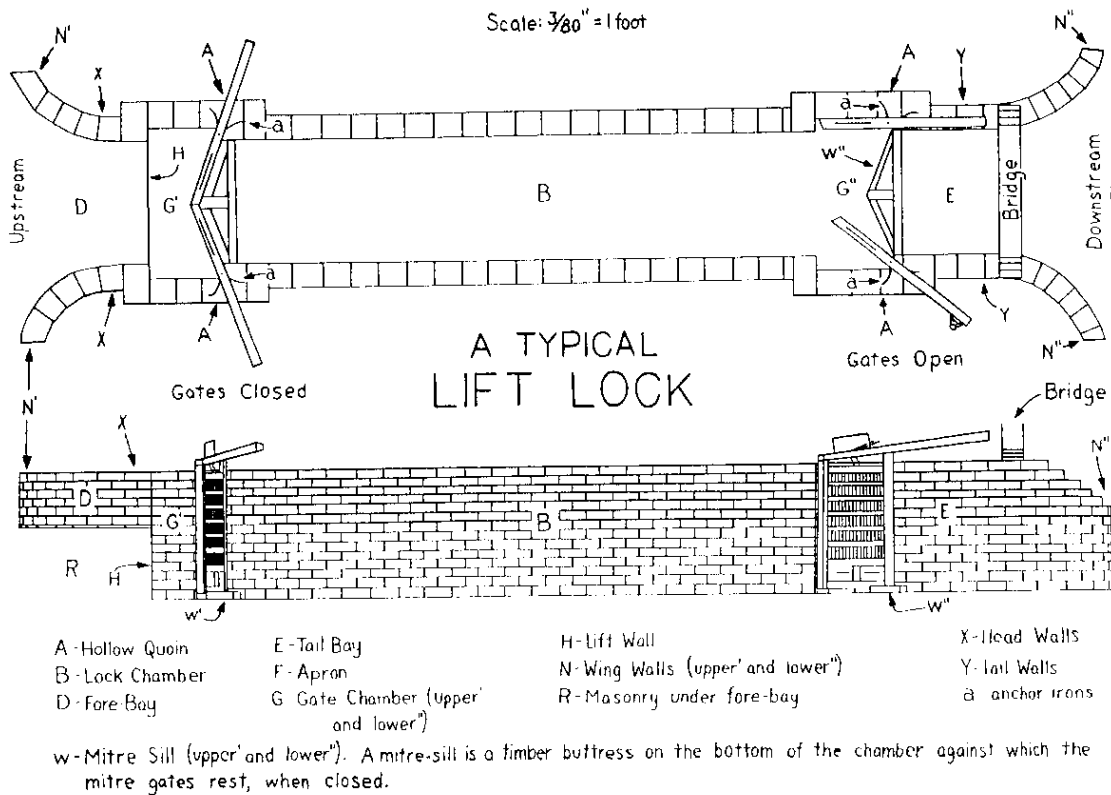 Scale: 3/80" = 1 foot
N'
N"
A
A
Y
X
a
a
H
W"
Upstream
D
G'
B
G"
E
Bridge
Downstream
a
a
X
A
A
Y
N"
A TYPICAL
LIFT LOCK
Gates Closed
Gates Open
N'
X
Bridge
N"
D
G'
B
E
R
H
w'
w"
A - Hollow Quoin
B - Lock Chamber
D - Fore-Bay
E - Tail Bay
F - Apron
G Gate Chamber (upper'
and lower")
H - Lift Wall
N - Wing Walls (upper' and lower")
R - Masonry under fore-bay
X - Head Walls
Y - Tail Walls
a anchor irons
w - Mitre Sill (upper' and lower"). A mitre-sill is a timber buttress on the bottom of the chamber against which the
mitre gates rest, when closed.